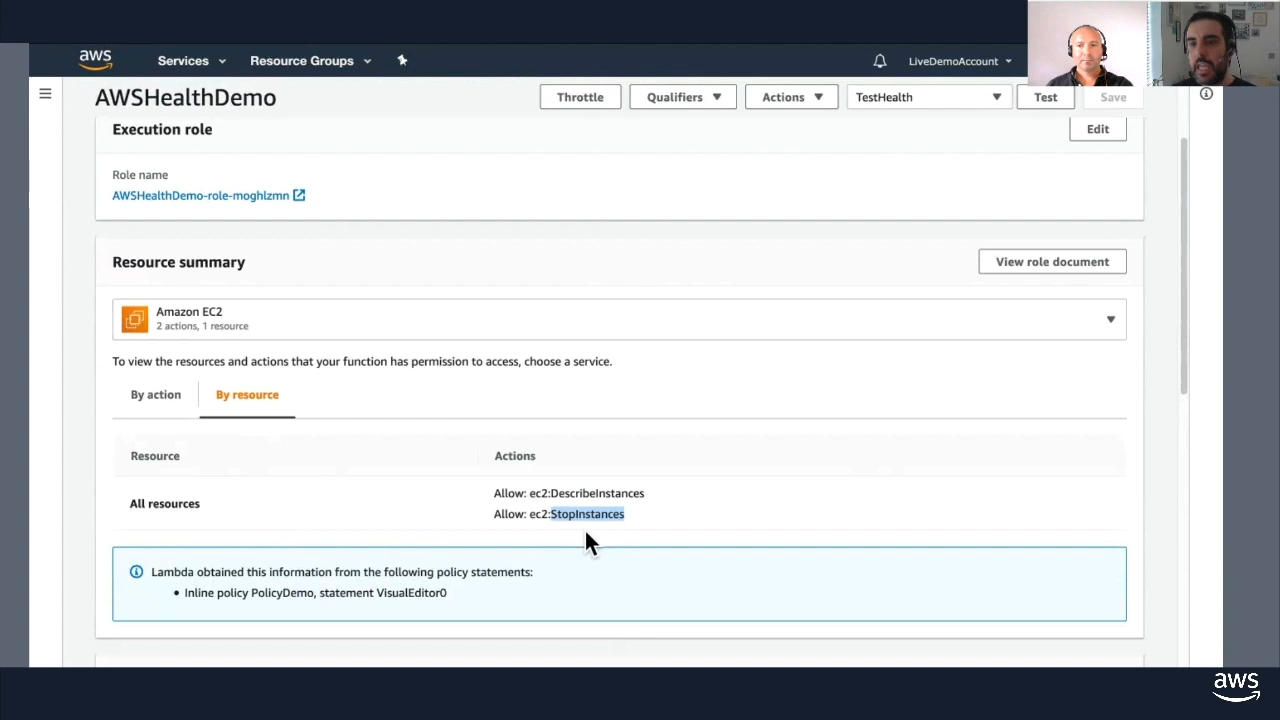 aws
Services
Resource Groups
LiveDemoAccount
AWSHealthDemo
Throttle
Qualifiers
Actions
TestHealth
Test
Save
Execution role
Edit
Role name
AWSHealthDemo-role-moghlzmn
Resource summary
View role document
Amazon EC2
2 actions, 1 resource
To view the resources and actions that your function has permission to access, choose a service.
By action
By resource
Resource
Actions
All resources
Allow: ec2:DescribeInstances
Allow: ec2:StopInstances
Lambda obtained this information from the following policy statements:
• Inline policy PolicyDemo, statement VisualEditor0
aws